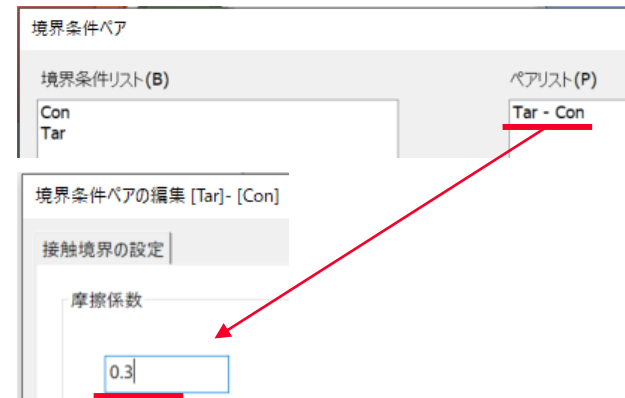 境界条件ペア
境界条件リスト(B)
ペアリスト(P)
Con
Tar
Tar - Con
境界条件ペアの編集 [Tar]- [Con]
接触境界の設定
摩擦係数
0.3